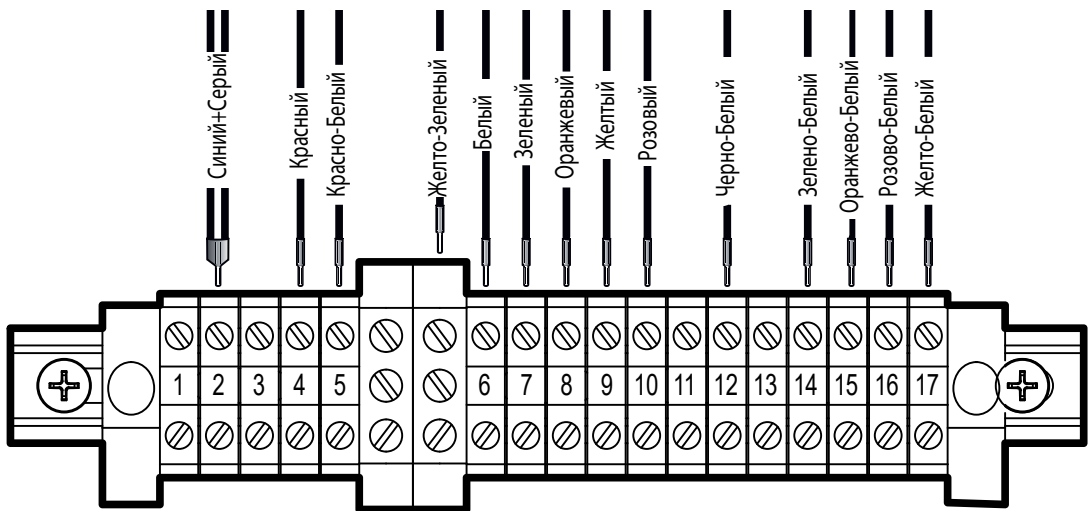 Синий+Серый
Красный
Красно-Белый
Желто-Зеленый
Белый
Зеленый
Оранжевый
Желтый
Розовый
Черно-Белый
Зелено-Белый
Оранжево-Белый
Розово-Белый
Желто-Белый
1 2 3 4 5 6 7 8 9 10 11 12 13 14 15 16 17